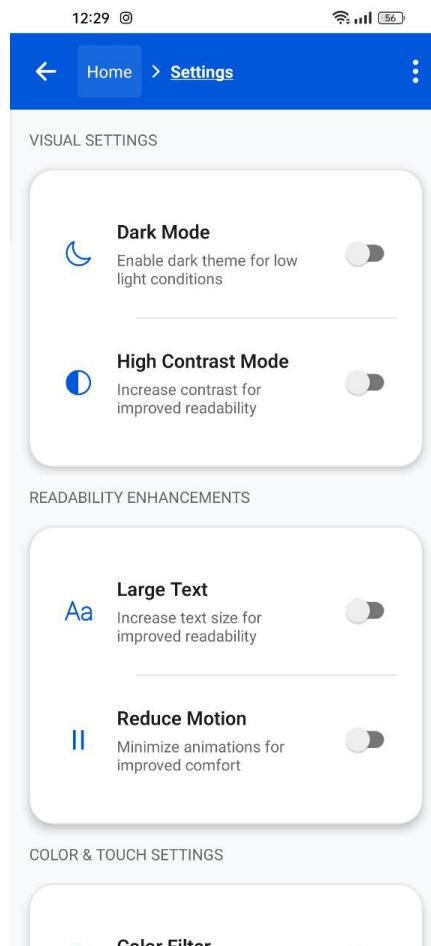 12:29
56
Home > Settings
VISUAL SETTINGS
Dark Mode
Enable dark theme for low
light conditions
High Contrast Mode
Increase contrast for
improved readability
READABILITY ENHANCEMENTS
Aa
Large Text
Increase text size for
improved readability
Reduce Motion
Minimize animations for
improved comfort
COLOR & TOUCH SETTINGS
Color Filter